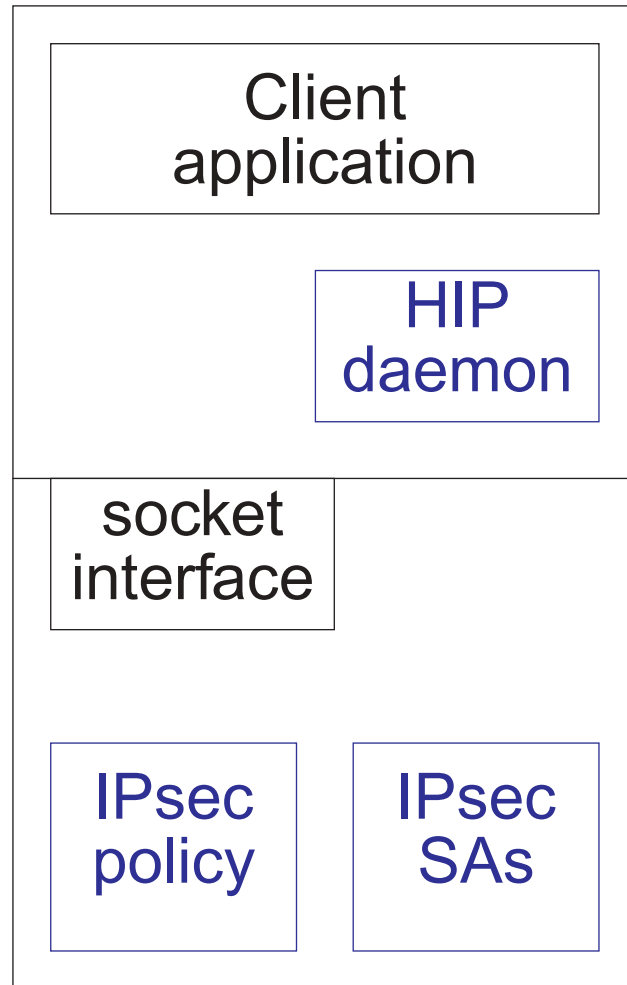 Client
application
HIP
daemon
socket
interface
IPsec
policy
IPsec
SAs